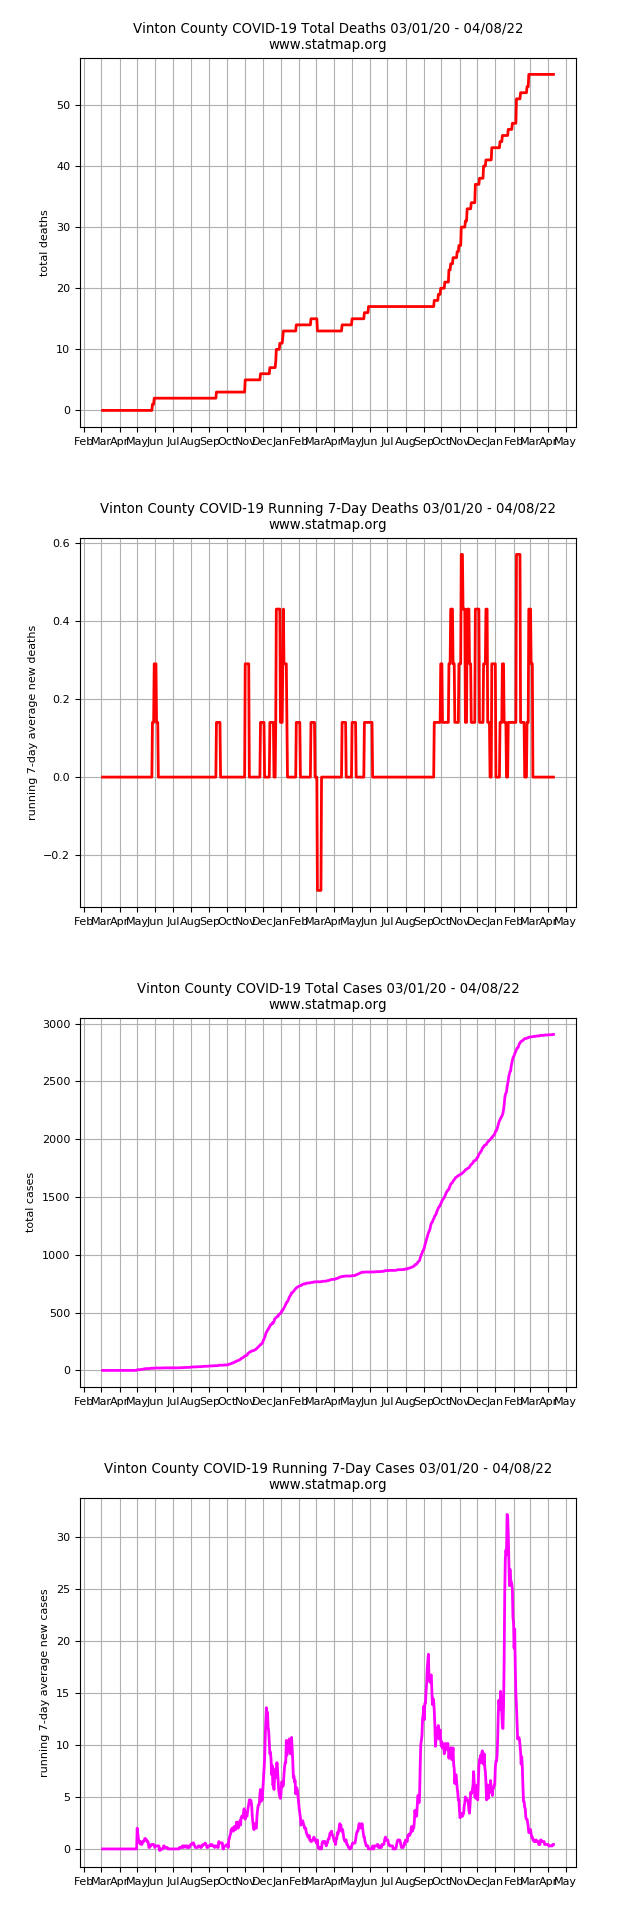 Vinton County COVID-19 Total Deaths 03/01/20 - 04/08/22
www.statmap.org
50
40
30
20
10
0
total deaths
Feb Mar Apr May Jun Jul Aug Sep Oct Nov Dec Jan Feb Mar Apr May Jun Jul Aug Sep Oct Nov Dec Jan Feb Mar Apr May
Vinton County COVID-19 Running 7-Day Deaths 03/01/20 - 04/08/22
www.statmap.org
0.6
0.4
0.2
0.0
−0.2
running 7-day average new deaths
Feb Mar Apr May Jun Jul Aug Sep Oct Nov Dec Jan Feb Mar Apr May Jun Jul Aug Sep Oct Nov Dec Jan Feb Mar Apr May
Vinton County COVID-19 Total Cases 03/01/20 - 04/08/22
www.statmap.org
3000
2500
2000
1500
1000
500
0
total cases
Feb Mar Apr May Jun Jul Aug Sep Oct Nov Dec Jan Feb Mar Apr May Jun Jul Aug Sep Oct Nov Dec Jan Feb Mar Apr May
Vinton County COVID-19 Running 7-Day Cases 03/01/20 - 04/08/22
www.statmap.org
30
25
20
15
10
5
0
running 7-day average new cases
Feb Mar Apr May Jun Jul Aug Sep Oct Nov Dec Jan Feb Mar Apr May Jun Jul Aug Sep Oct Nov Dec Jan Feb Mar Apr May